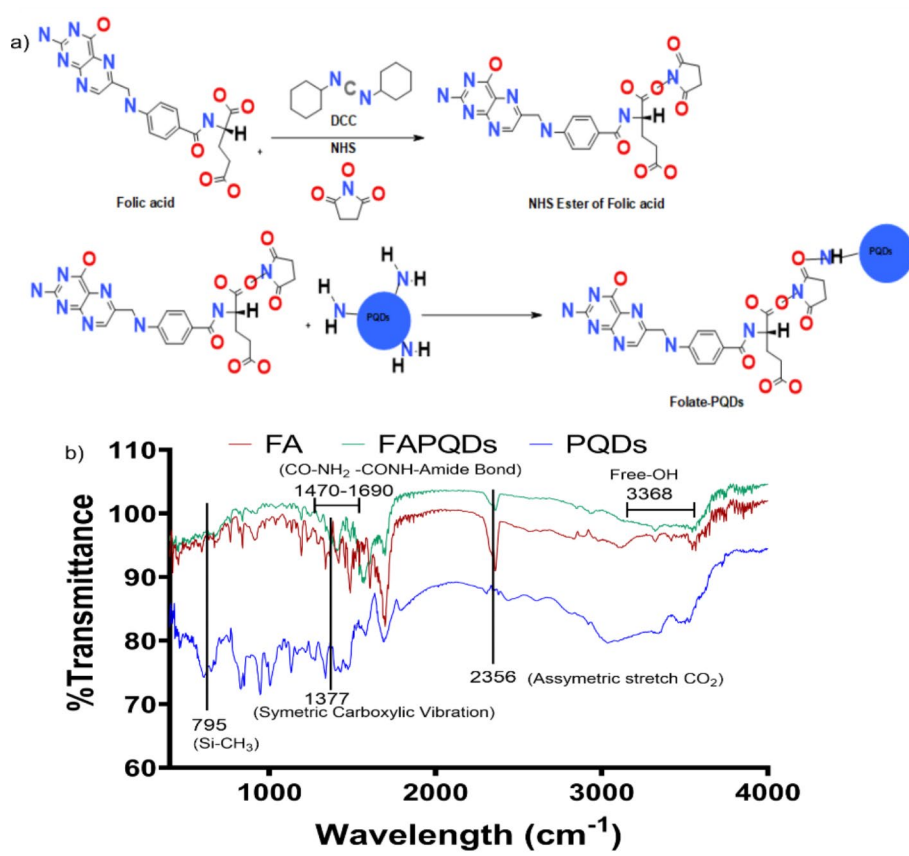 a)
O
N
N
N
N
N
N
N
N
O
O
H
O
O
O
N
C
N
DCC
NHS
O
O
N
O
+
Folic acid
O
N
N
N
N
N
N
N
N
O
O
O
O
N
O
H
O
O
NHS Ester of Folic acid
O
N
N
N
N
N
N
N
N
O
O
O
O
N
O
H
O
O
+
H
N
H
H
N
H
N
H
H
PQDs
O
N
N
N
N
N
N
N
N
O
O
O
O
N
O
H
O
O
NH
PQDs
Folate-PQDs
b)
FA FAPQDs PQDs
(CO-NH2 -CONH-Amide Bond)
1470-1690
Free-OH
3368
110
100
90
80
70
60
%Transmittance
795
(Si-CH3)
1377
(Symetric Carboxylic Vibration)
2356 (Assymetric stretch CO2)
1000 2000 3000 4000
Wavelength (cm-1)